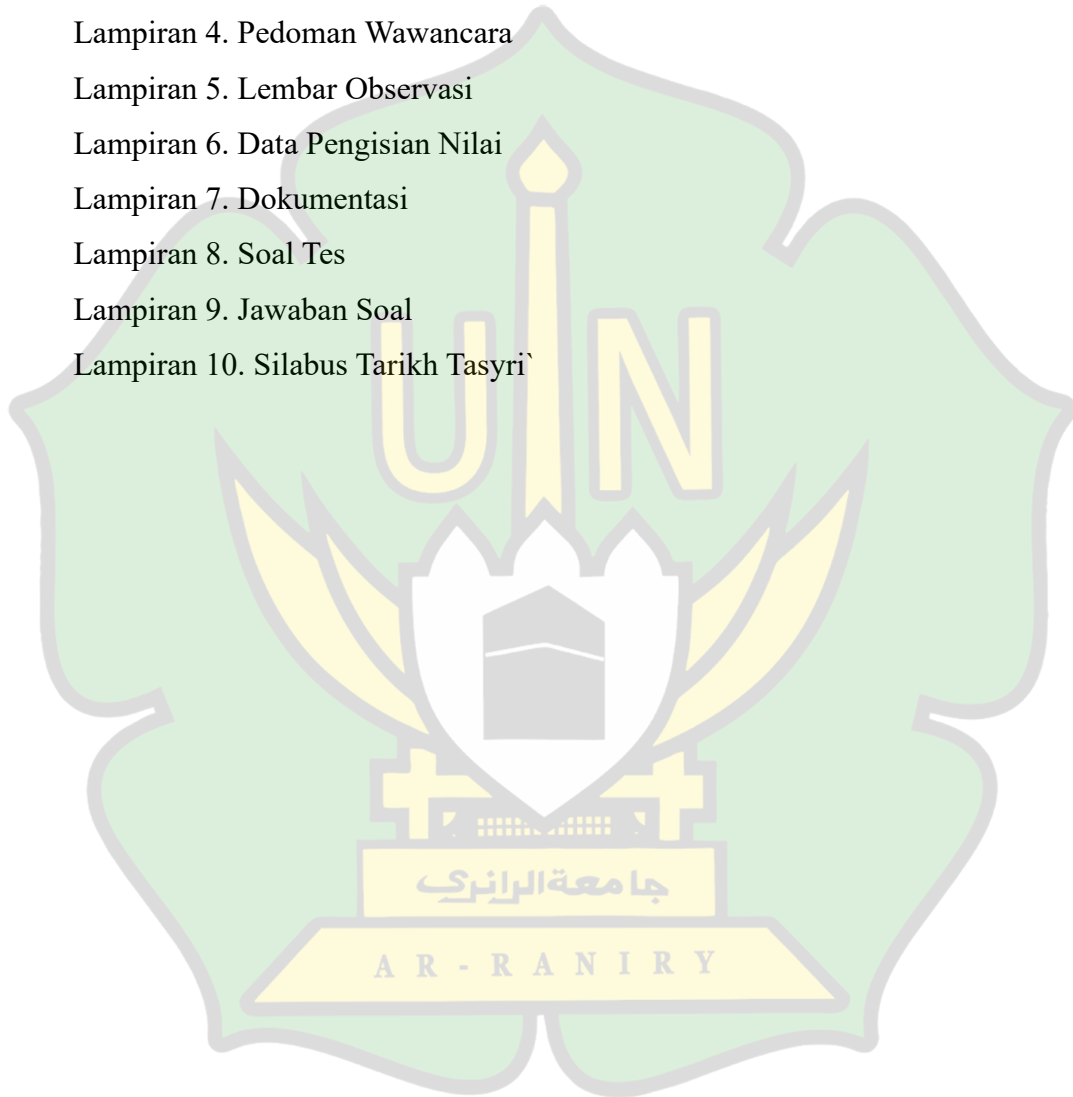 Lampiran 4. Pedoman Wawancara
Lampiran 5. Lembar Observasi
Lampiran 6. Data Pengisian Nilai
Lampiran 7. Dokumentasi
Lampiran 8. Soal Tes
Lampiran 9. Jawaban Soal
Lampiran 10. Silabus Tarikh Tasyri`
UIN
جامعة الرانري
AR-RANIRY